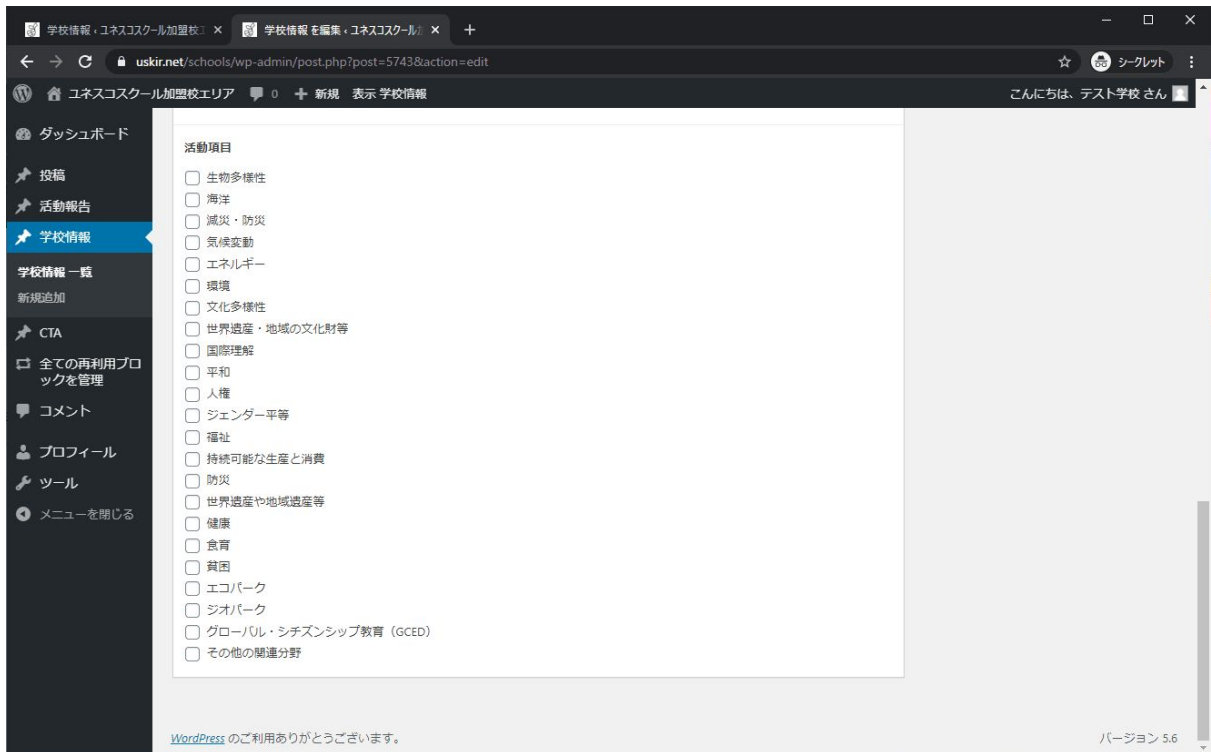 学校情報 ‹ ユネスコスクール加盟校エ
学校情報 を編集 ‹ ユネスコスクール
uskir.net/schools/wp-admin/post.php?post=5743&action=edit
シークレット
ユネスコスクール加盟校エリア 0 新規 表示 学校情報
こんにちは、テスト学校 さん
ダッシュボード
投稿
活動報告
学校情報
学校情報 一覧
新規追加
CTA
全ての再利用ブロ
ックを管理
コメント
プロフィール
ツール
メニューを閉じる
活動項目
生物多様性
海洋
減災・防災
気候変動
エネルギー
環境
文化多様性
世界遺産・地域の文化財等
国際理解
平和
人権
ジェンダー平等
福祉
持続可能な生産と消費
防災
世界遺産や地域遺産等
健康
食育
貧困
エコパーク
ジオパーク
グローバル・シチズンシップ教育（GCED）
その他の関連分野
WordPress のご利用ありがとうございます。
バージョン 5.6